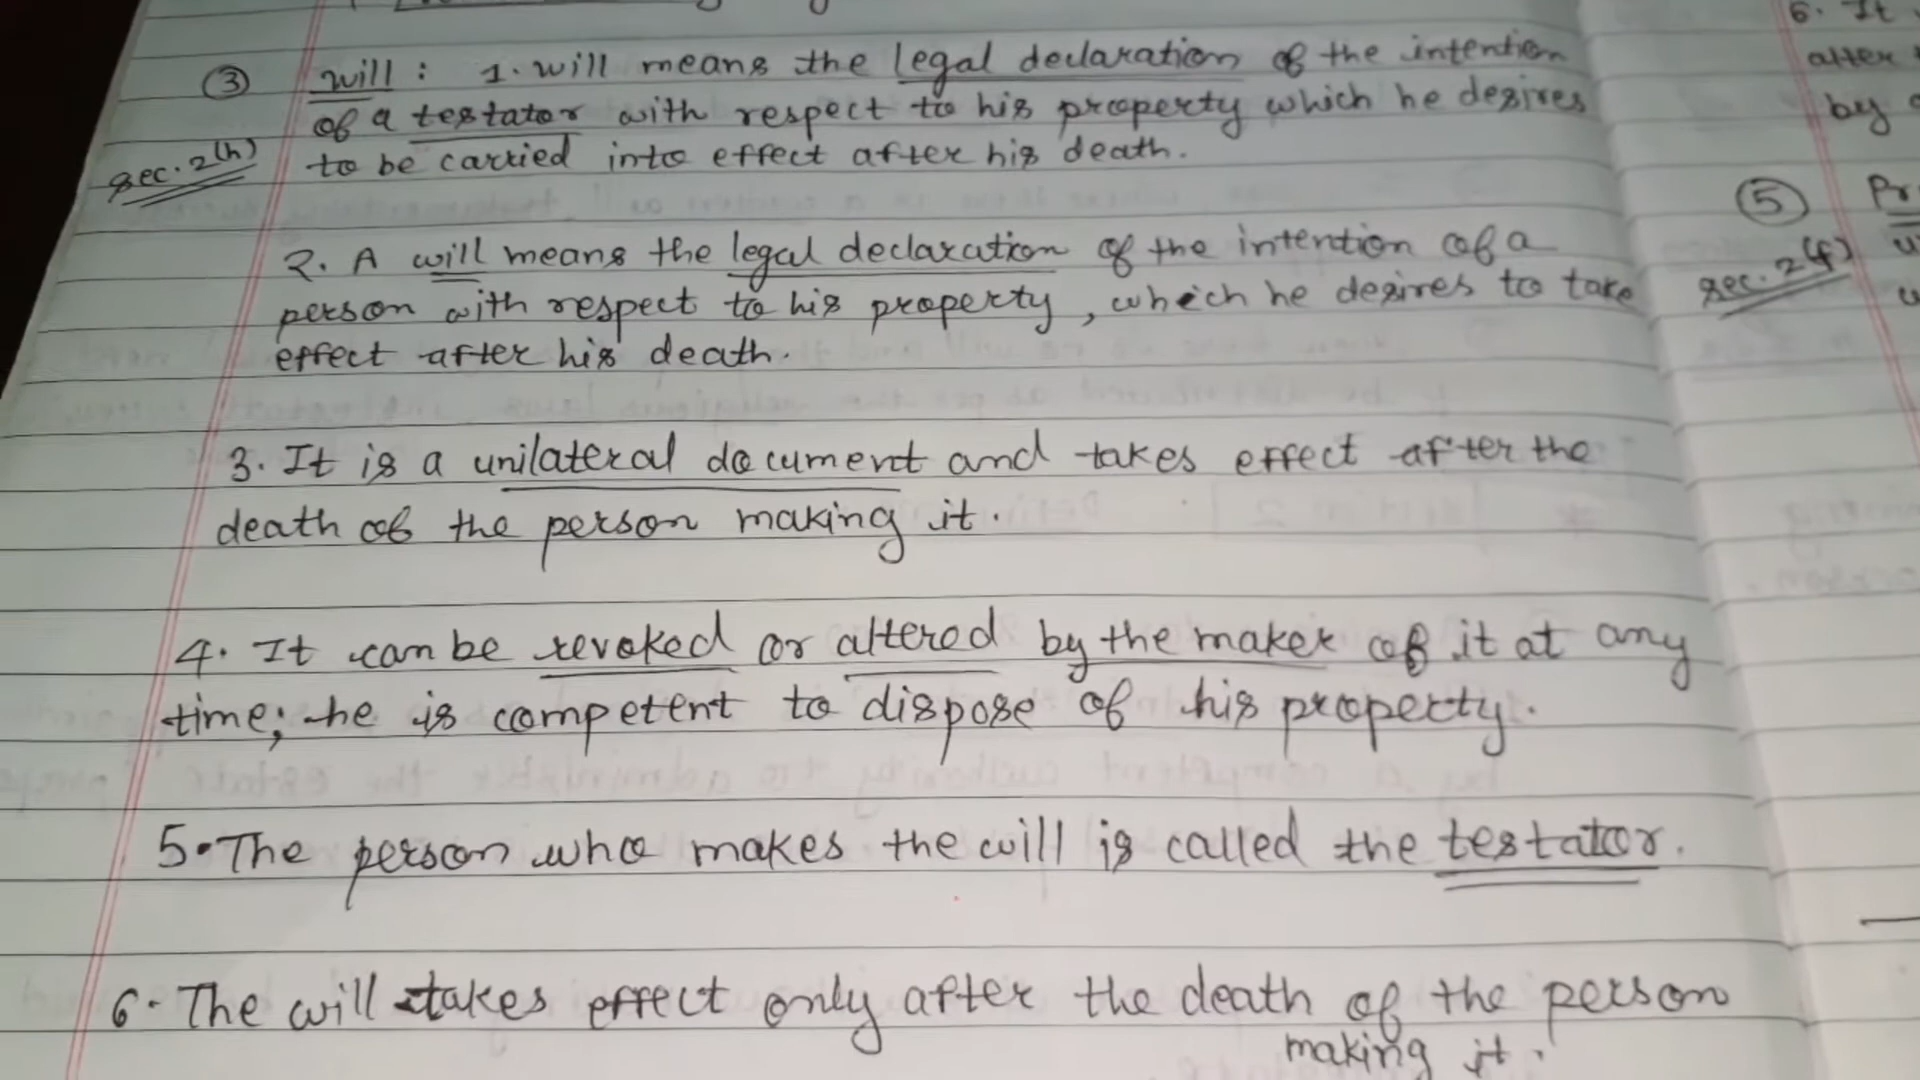 ③ Will : 1. Will means the legal declaration of the intention
of a testator with respect to his property which he desires
sec. 2(h) to be carried into effect after his death.
2. A will means the legal declaration of the intention of a
person with respect to his property, which he desires to take
effect after his death.
3. It is a unilateral document and takes effect after the
death of the person making it.
4. It can be revoked or altered by the maker of it at any
time; he is competent to dispose of his property.
5. The person who makes the will is called the testator.
6. The will takes effect only after the death of the person
making it.
6. It
after
by
⑤ Pr
sec. 2(f)